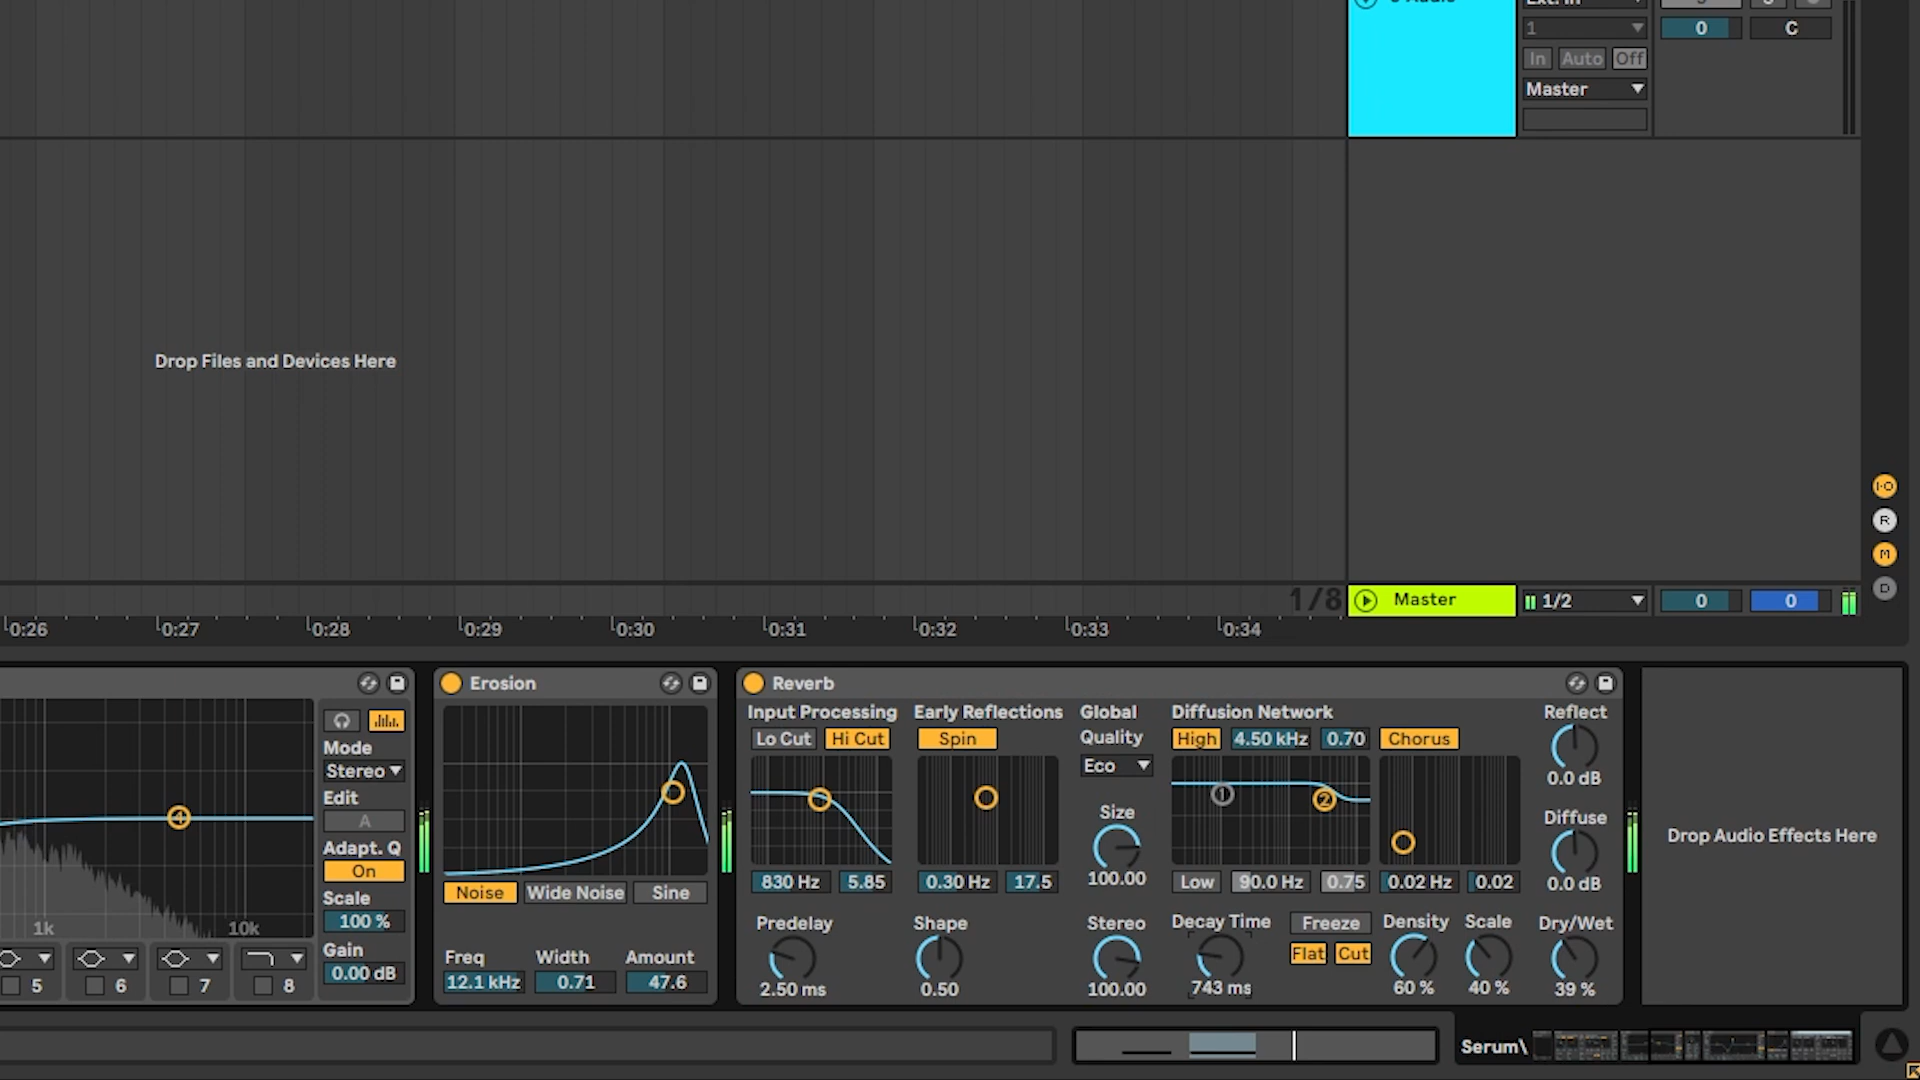 1
0
C
In Auto Off
Master
Drop Files and Devices Here
I·O
R
M
D
1/8
Master
1/2
0
0
0:26
0:27
0:28
0:29
0:30
0:31
0:32
0:33
0:34
Mode
Stereo
Edit
A
Adapt. Q
On
Scale
100 %
Gain
0.00 dB
4
1k
10k
5
6
7
8
Erosion
Noise
Wide Noise
Sine
Freq
Width
Amount
12.1 kHz
0.71
47.6
Reverb
Input Processing
Lo Cut
Hi Cut
830 Hz
5.85
Predelay
2.50 ms
Early Reflections
Spin
0.30 Hz
17.5
Shape
0.50
Global
Quality
Eco
Size
100.00
Stereo
100.00
Diffusion Network
High
4.50 kHz
0.70
Chorus
1
2
Low
90.0 Hz
0.75
0.02 Hz
0.02
Decay Time
743 ms
Freeze
Flat
Cut
Density
60 %
Scale
40 %
Reflect
0.0 dB
Diffuse
0.0 dB
Dry/Wet
39 %
Drop Audio Effects Here
Serum\